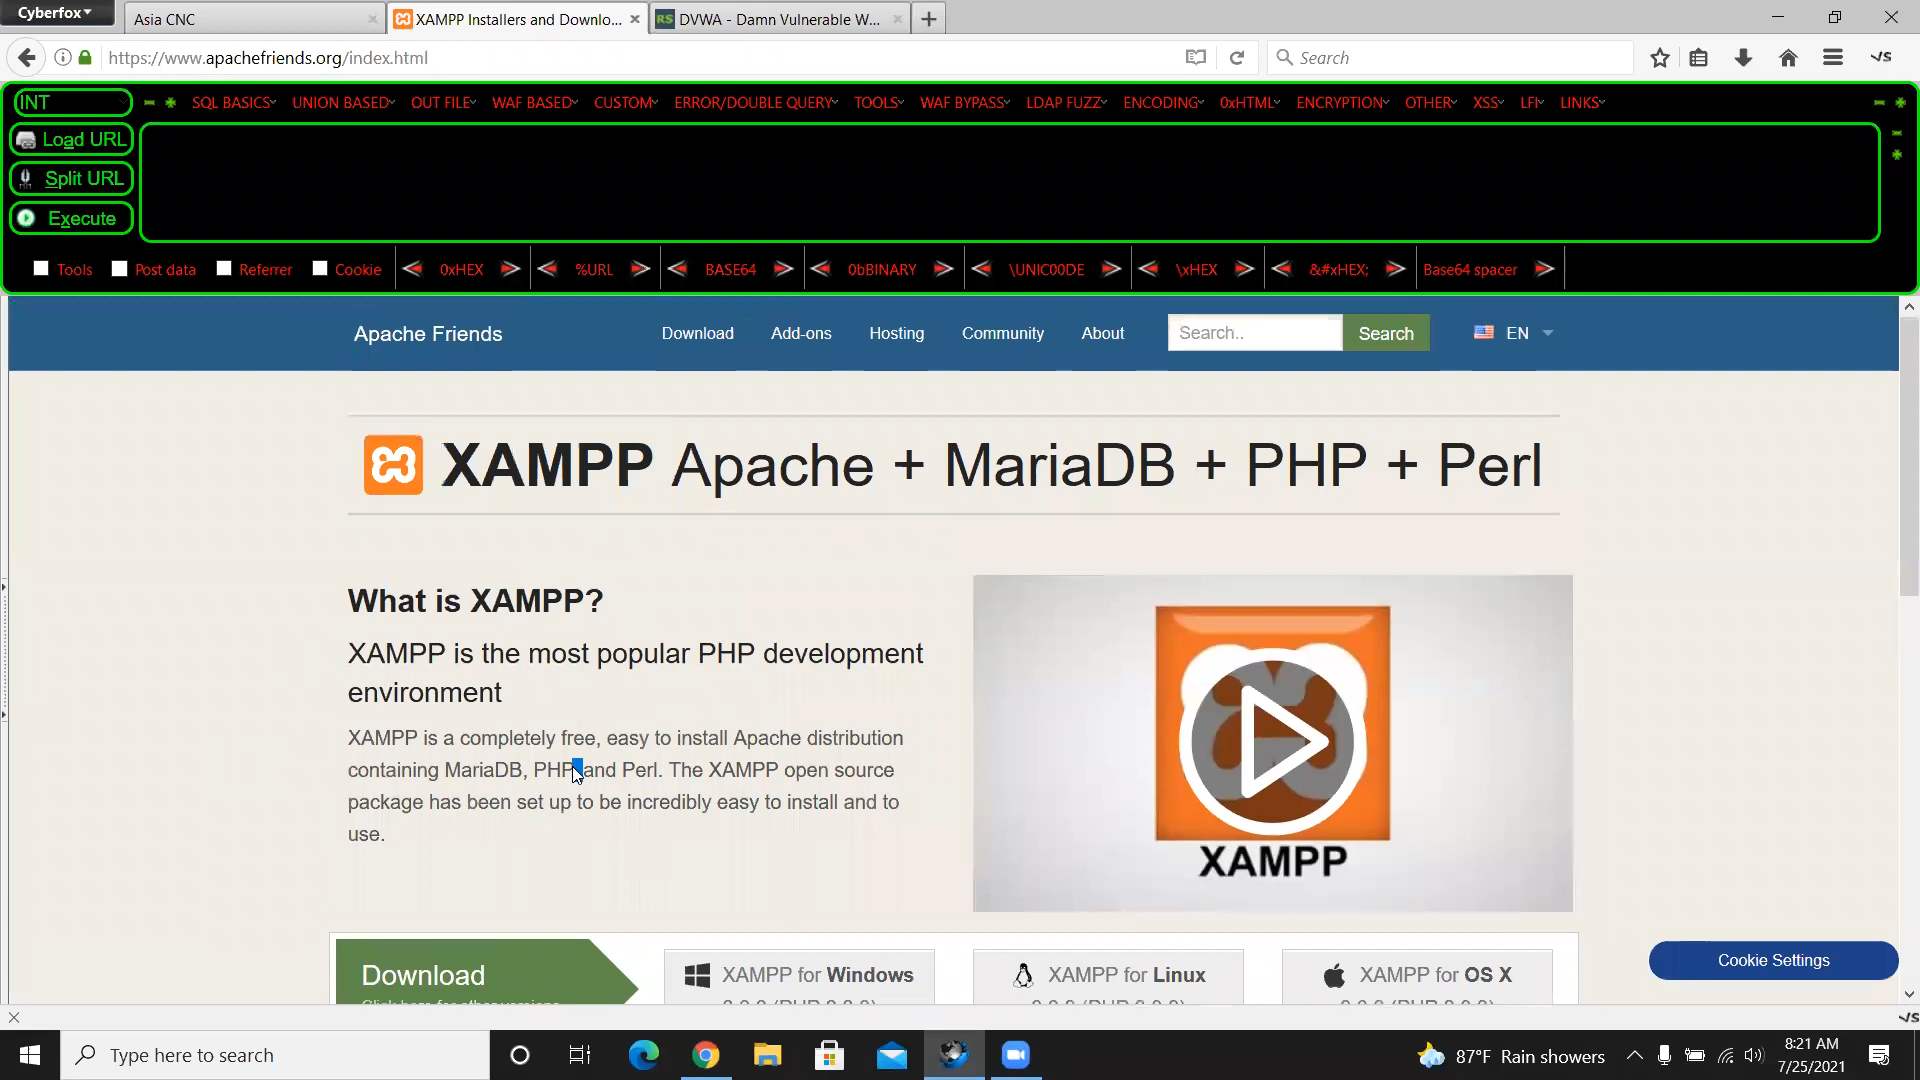 Cyberfox
Asia CNC
XAMPP Installers and Downlo...
DVWA - Damn Vulnerable W...
https://www.apachefriends.org/index.html
Search
INT
SQL BASICS
UNION BASED
OUT FILE
WAF BASED
CUSTOM
ERROR/DOUBLE QUERY
TOOLS
WAF BYPASS
LDAP FUZZ
ENCODING
0xHTML
ENCRYPTION
OTHER
XSS
LFI
LINKS
Load URL
Split URL
Execute
Tools
Post data
Referrer
Cookie
0xHEX
%URL
BASE64
0bBINARY
\UNIC00DE
\xHEX
&#xHEX;
Base64 spacer
Apache Friends
Download
Add-ons
Hosting
Community
About
Search..
Search
EN
XAMPP Apache + MariaDB + PHP + Perl
What is XAMPP?
XAMPP is the most popular PHP development
environment
XAMPP is a completely free, easy to install Apache distribution
containing MariaDB, PHP and Perl. The XAMPP open source
package has been set up to be incredibly easy to install and to
use.
XAMPP
Download
XAMPP for Windows
XAMPP for Linux
XAMPP for OS X
Cookie Settings
Type here to search
87°F Rain showers
8:21 AM
7/25/2021